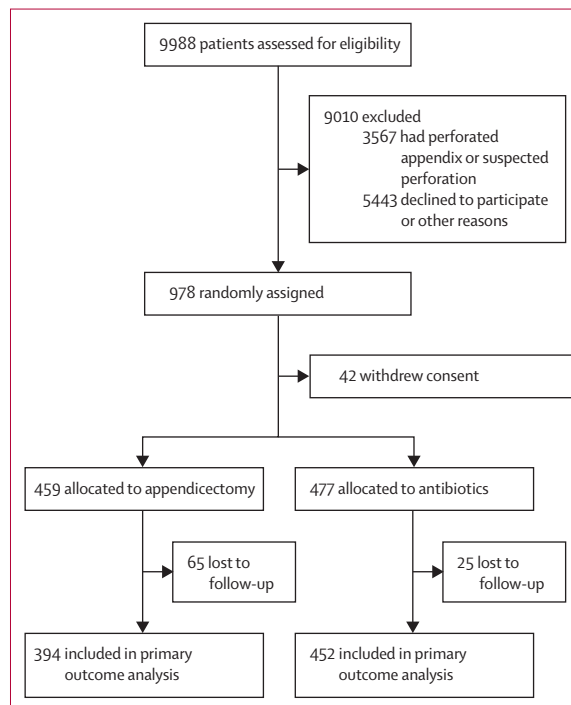 9988 patients assessed for eligibility
9010 excluded
3567 had perforated
appendix or suspected
perforation
5443 declined to participate
or other reasons
978 randomly assigned
42 withdrew consent
459 allocated to appendicectomy
477 allocated to antibiotics
65 lost to
follow-up
25 lost to
follow-up
394 included in primary
outcome analysis
452 included in primary
outcome analysis